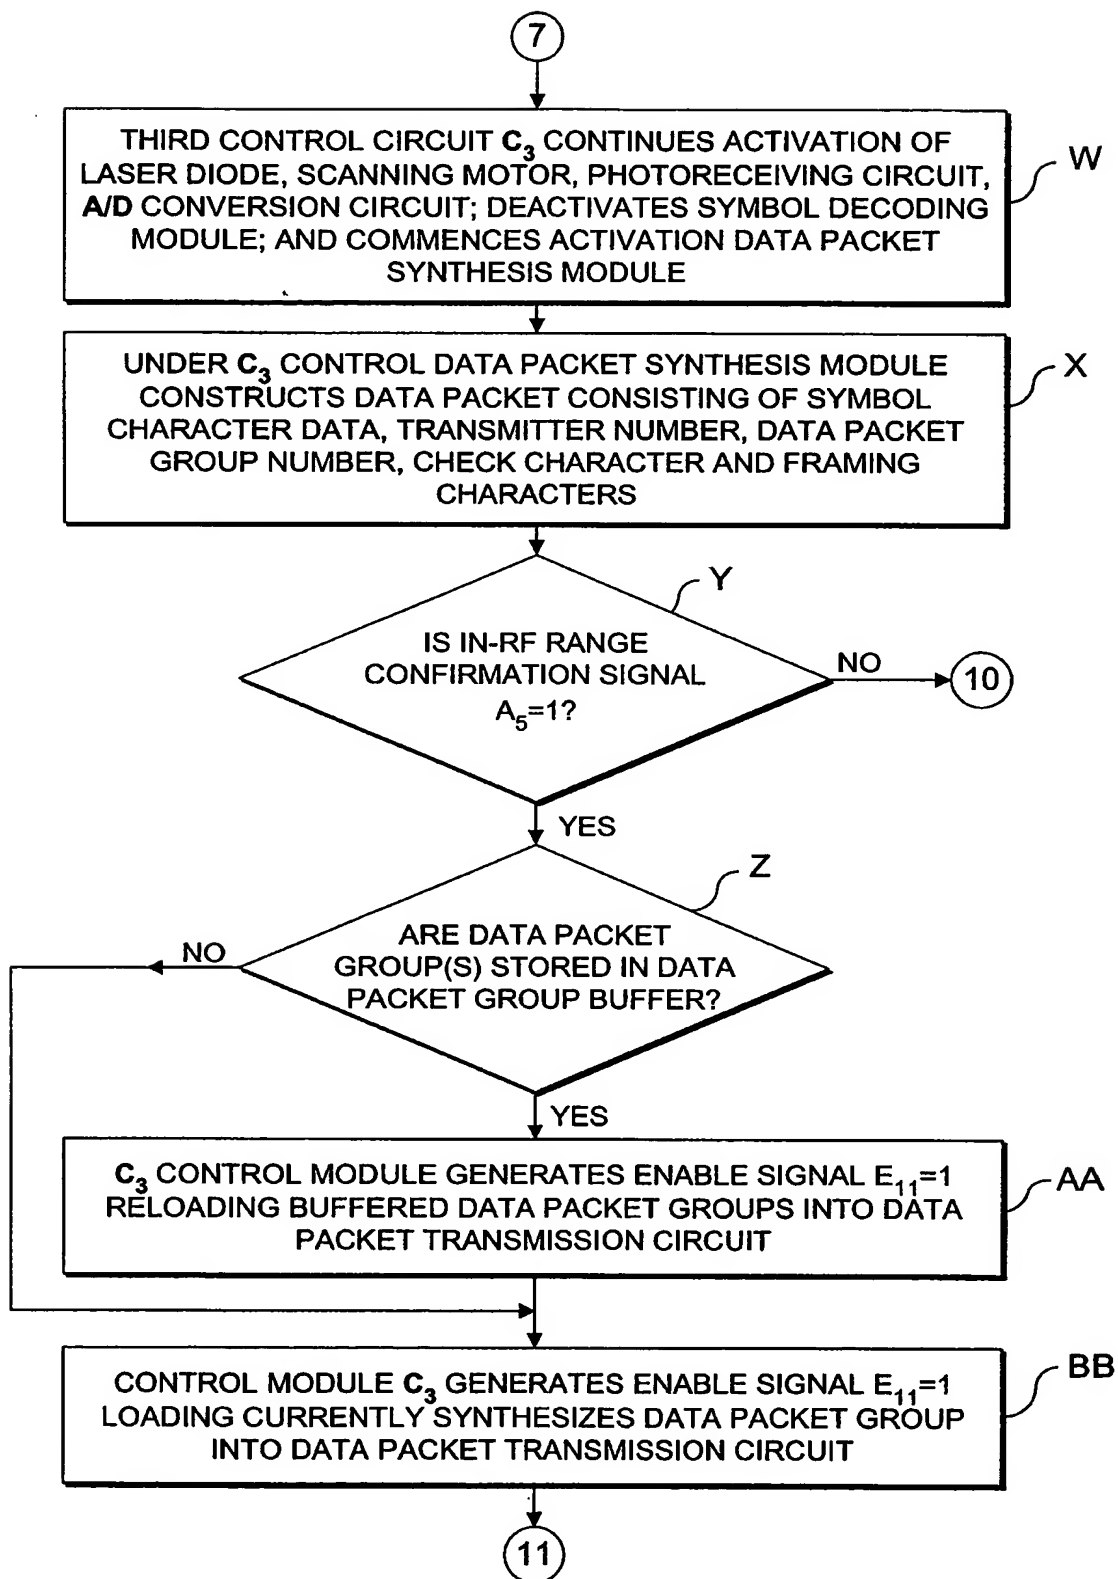 7
THIRD CONTROL CIRCUIT C3 CONTINUES ACTIVATION OF
LASER DIODE, SCANNING MOTOR, PHOTORECEIVING CIRCUIT,
A/D CONVERSION CIRCUIT; DEACTIVATES SYMBOL DECODING
MODULE; AND COMMENCES ACTIVATION DATA PACKET
SYNTHESIS MODULE
W
UNDER C3 CONTROL DATA PACKET SYNTHESIS MODULE
CONSTRUCTS DATA PACKET CONSISTING OF SYMBOL
CHARACTER DATA, TRANSMITTER NUMBER, DATA PACKET
GROUP NUMBER, CHECK CHARACTER AND FRAMING
CHARACTERS
X
Y
IS IN-RF RANGE
CONFIRMATION SIGNAL
A5=1?
NO
10
YES
Z
ARE DATA PACKET
GROUP(S) STORED IN DATA
PACKET GROUP BUFFER?
NO
YES
C3 CONTROL MODULE GENERATES ENABLE SIGNAL E11=1
RELOADING BUFFERED DATA PACKET GROUPS INTO DATA
PACKET TRANSMISSION CIRCUIT
AA
CONTROL MODULE C3 GENERATES ENABLE SIGNAL E11=1
LOADING CURRENTLY SYNTHESIZES DATA PACKET GROUP
INTO DATA PACKET TRANSMISSION CIRCUIT
BB
11